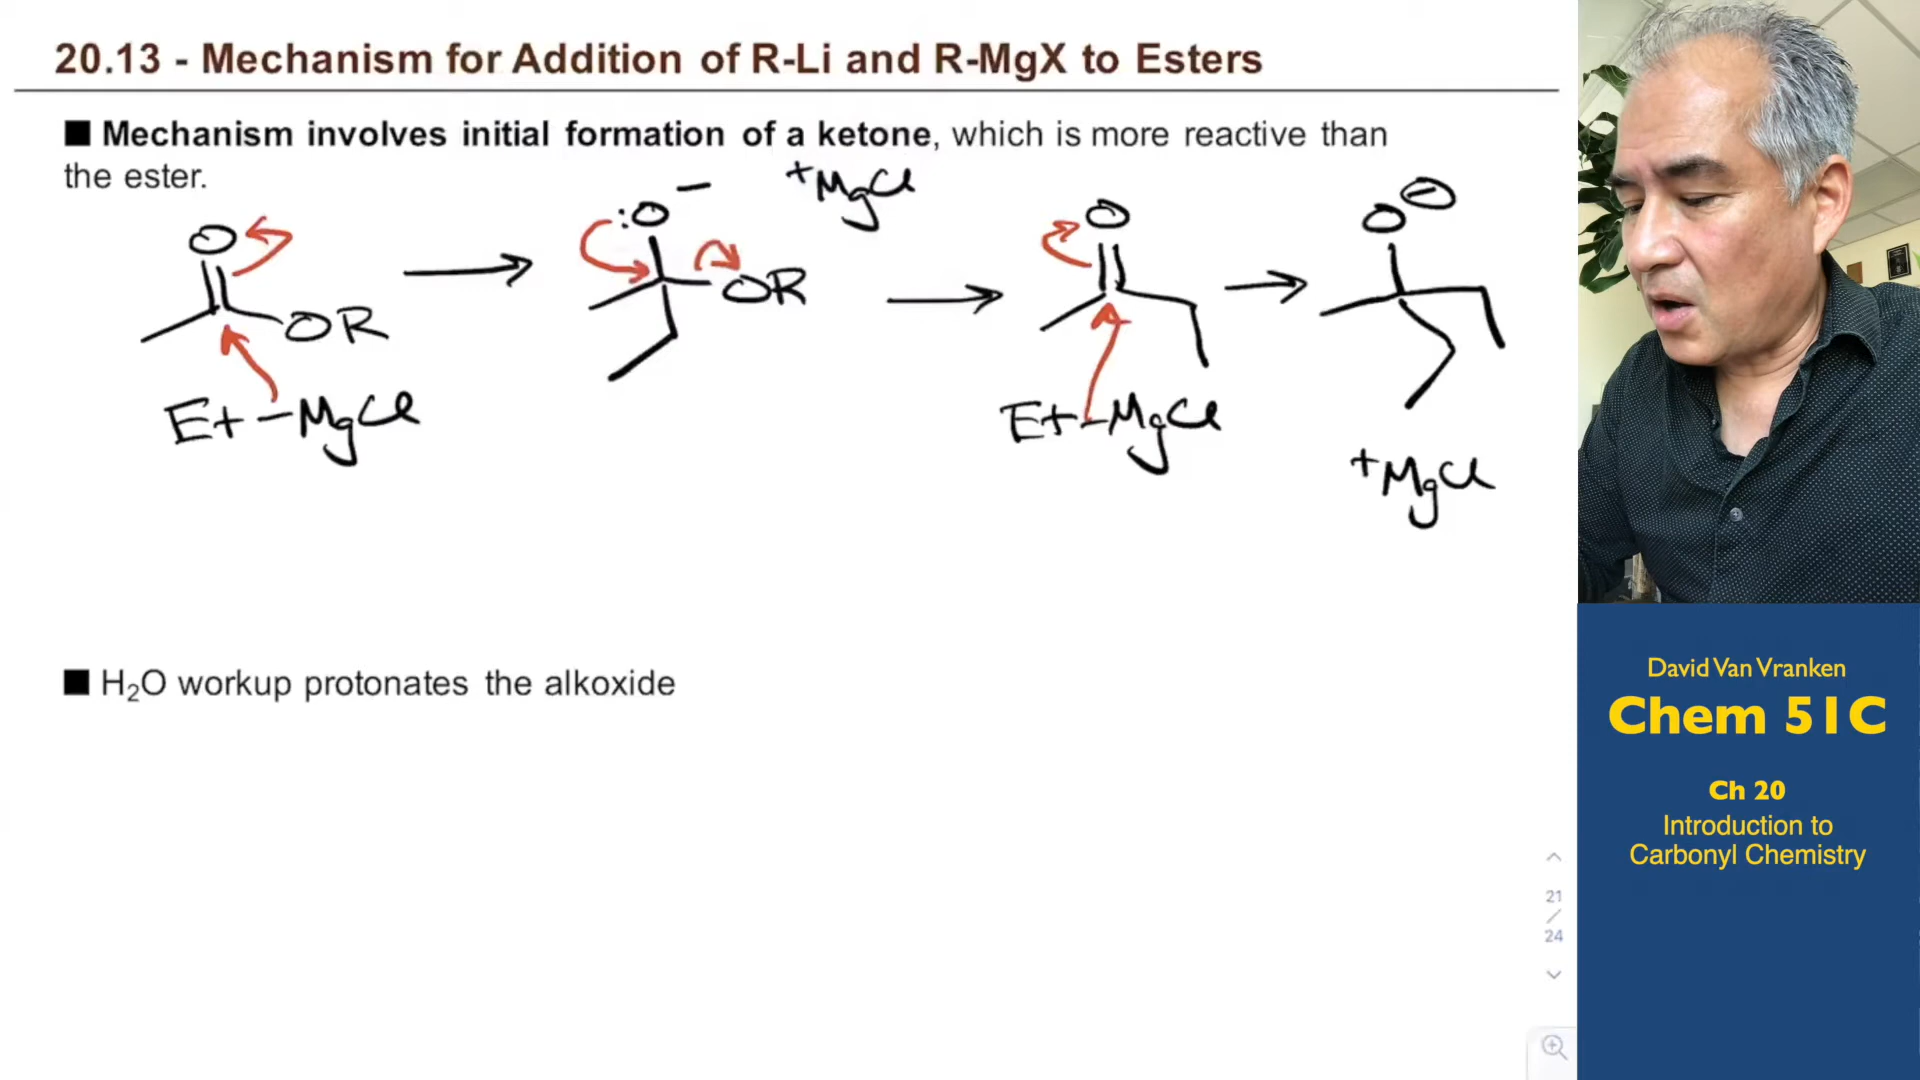 20.13 - Mechanism for Addition of R-Li and R-MgX to Esters
■ Mechanism involves initial formation of a ketone, which is more reactive than
the ester.
O OR
Et-MgCl
:O − OR
+MgCl
O
Et-MgCl
O ⊖
+MgCl
■ H₂O workup protonates the alkoxide
21
/
24
David Van Vranken
Chem 51C
Ch 20
Introduction to
Carbonyl Chemistry